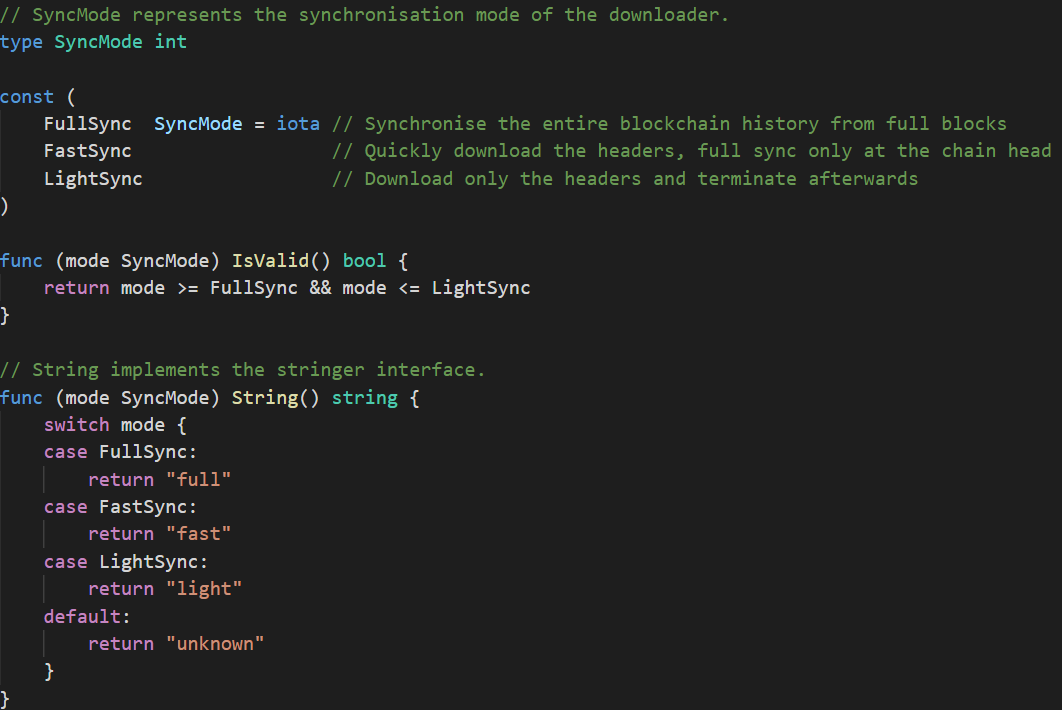 // SyncMode represents the synchronisation mode of the downloader.
type SyncMode int
const (
    FullSync  SyncMode = iota // Synchronise the entire blockchain history from full blocks
    FastSync                  // Quickly download the headers, full sync only at the chain head
    LightSync                 // Download only the headers and terminate afterwards
)
func (mode SyncMode) IsValid() bool {
    return mode >= FullSync && mode <= LightSync
}
// String implements the stringer interface.
func (mode SyncMode) String() string {
    switch mode {
    case FullSync:
        return "full"
    case FastSync:
        return "fast"
    case LightSync:
        return "light"
    default:
        return "unknown"
    }
}